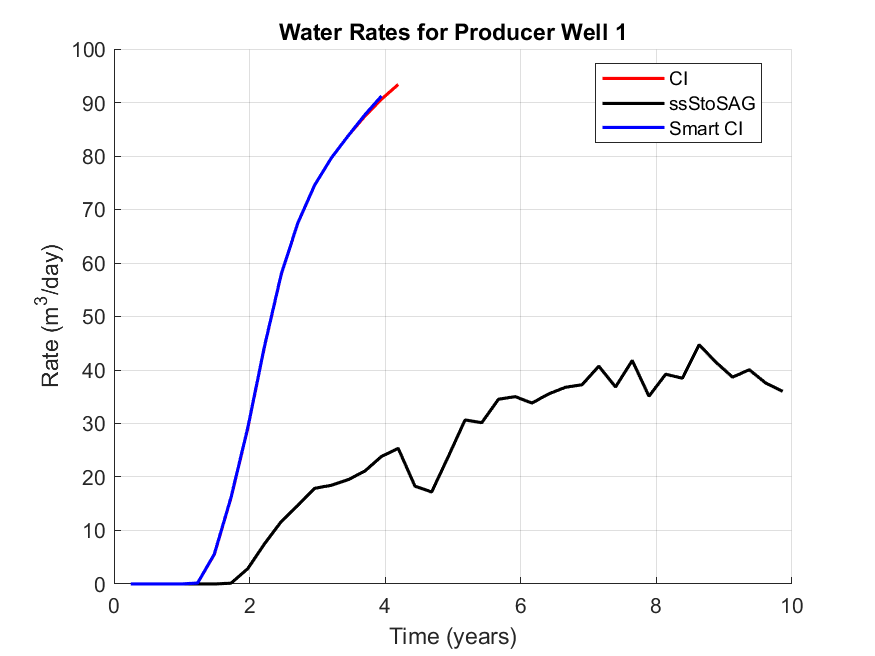 Water Rates for Producer Well 1
100
90
80
70
60
50
40
30
20
10
0
Rate (m³/day)
CI
ssStoSAG
Smart CI
0 2 4 6 8 10
Time (years)